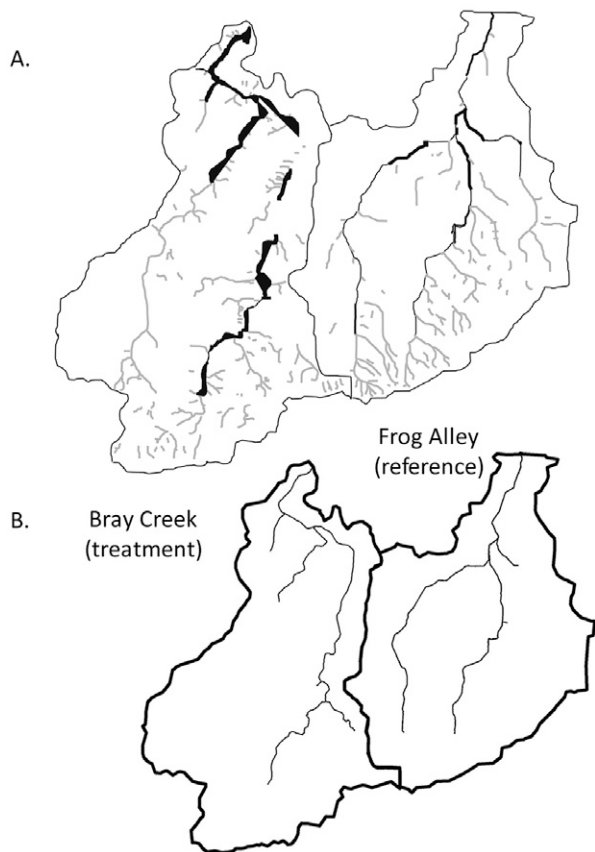 A.
Frog Alley
(reference)
B.
Bray Creek
(treatment)